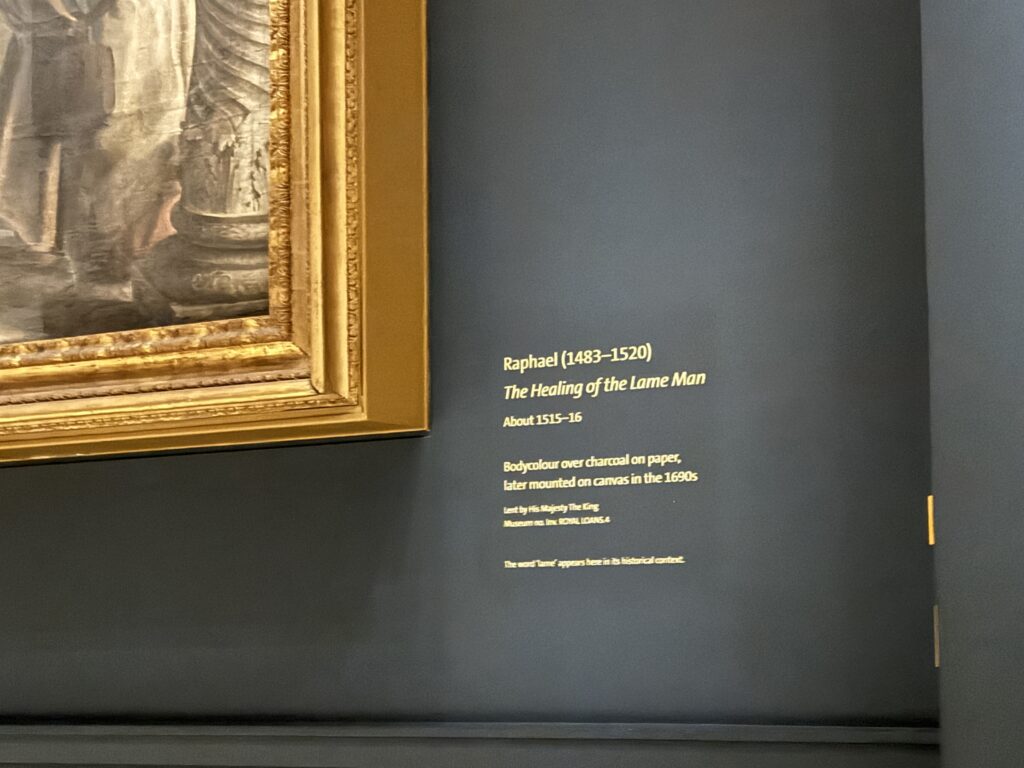 Raphael (1483–1520)
The Healing of the Lame Man
About 1515–16
Bodycolour over charcoal on paper,
later mounted on canvas in the 1690s
Lent by His Majesty The King
Museum no. Inv. ROYAL LOANS.4
The word 'lame' appears here in its historical context.